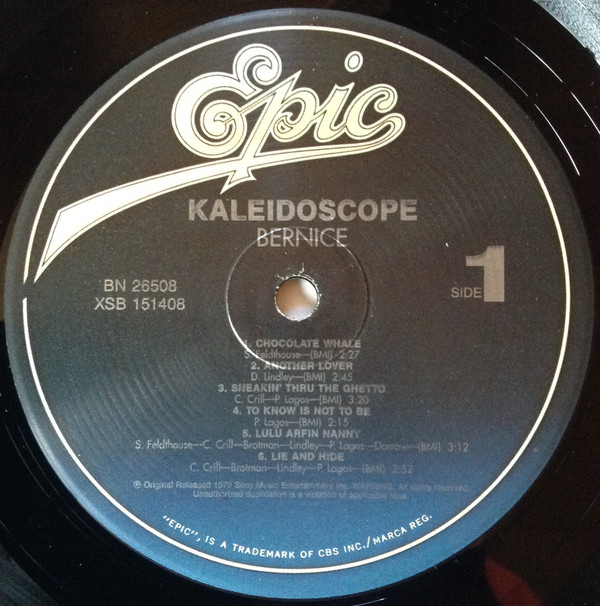 Epic
KALEIDOSCOPE
BERNICE
BN 26508
XSB 151408
SIDE 1
1. CHOCOLATE WHALE
S. Feldthouse—(BMI) 2:27
2. ANOTHER LOVER
D. Lindley—(BMI) 2:45
3. SNEAKIN' THRU THE GHETTO
C. Crill—P. Lagos—(BMI) 3:20
4. TO KNOW IS NOT TO BE
P. Lagos—(BMI) 2:15
5. LULU ARFIN NANNY
S. Feldthouse—C. Crill—Brotman—Lindley—P. Lagos—Darrow—(BMI) 3:12
6. LIE AND HIDE
C. Crill—Brotman—Lindley—P. Lagos—(BMI) 2:52
℗ Original Released 1970 Sony Music Entertainment Inc. WARNING. All rights Reserved.
Unauthorized duplication is a violation of applicable laws.
"EPIC", IS A TRADEMARK OF CBS INC./MARCA REG.